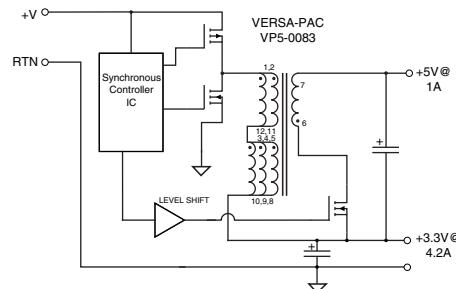 VERSA-PAC
VP5-0083
+V
RTN
Synchronous
Controller
IC
1,2
7
+5V@
1A
6
12,11
3,4,5
10,9,8
LEVEL SHIFT
+
+
+3.3V@
4.2A